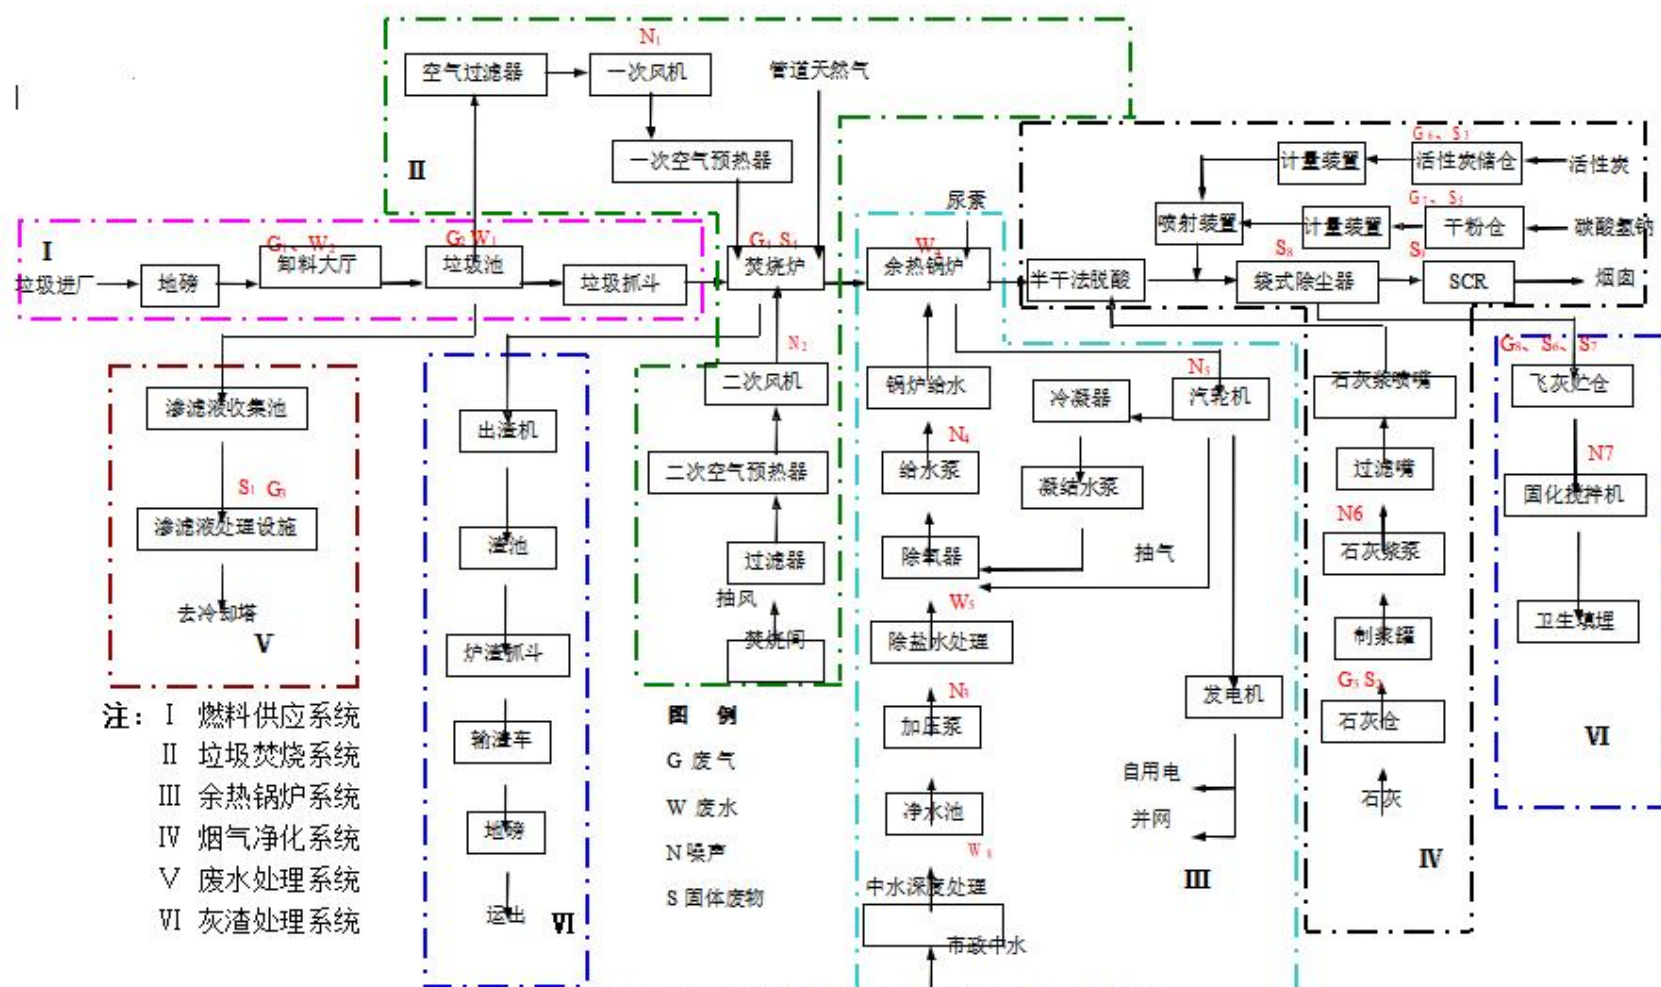 N₁
空气过滤器
一次风机
管道天然气
一次空气预热器
Ⅱ
G₆、S₃
计量装置
活性炭储仓
活性炭
尿素
喷射装置
计量装置
干粉仓
碳酸氢钠
Ⅰ
垃圾进厂
地磅
G₁、W₂
卸料大厅
G₂ W₁
垃圾池
垃圾抓斗
G₄ S₄
焚烧炉
余热锅炉
半干法脱酸
S₈
袋式除尘器
SCR
烟囱
N₂
二次风机
二次空气预热器
过滤器
抽风
焚烧间
渗滤液收集池
S₁ G₃
渗滤液处理设施
去冷却塔
Ⅴ
出渣机
渣池
炉渣抓斗
输渣车
地磅
运出
Ⅵ
锅炉给水
N₄
给水泵
除氧器
W₅
除盐水处理
N₃
加压泵
净水池
中水深度处理
市政中水
冷凝器
凝结水泵
N₅
汽轮机
抽气
发电机
自用电
并网
Ⅲ
石灰浆喷嘴
过滤嘴
N6
石灰浆泵
制浆罐
G₅ S₂
石灰仓
石灰
Ⅳ
G₈、S₆、S₇
飞灰贮仓
N7
固化搅拌机
卫生填埋
Ⅵ
注：Ⅰ 燃料供应系统
Ⅱ 垃圾焚烧系统
Ⅲ 余热锅炉系统
Ⅳ 烟气净化系统
Ⅴ 废水处理系统
Ⅵ 灰渣处理系统
图 例
G 废气
W 废水
N 噪声
S 固体废物